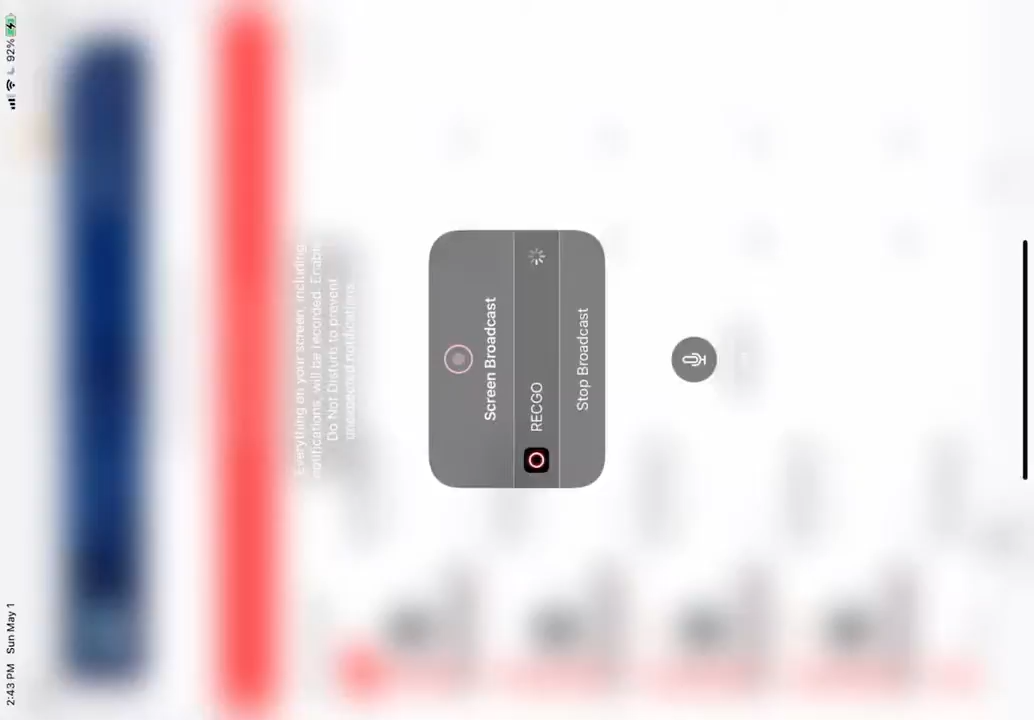 2:43 PM Sun May 1
92%
Everything on your screen, including
notifications, will be recorded. Enable
Do Not Disturb to prevent
unexpected notifications.
Screen Broadcast
RECGO
Stop Broadcast